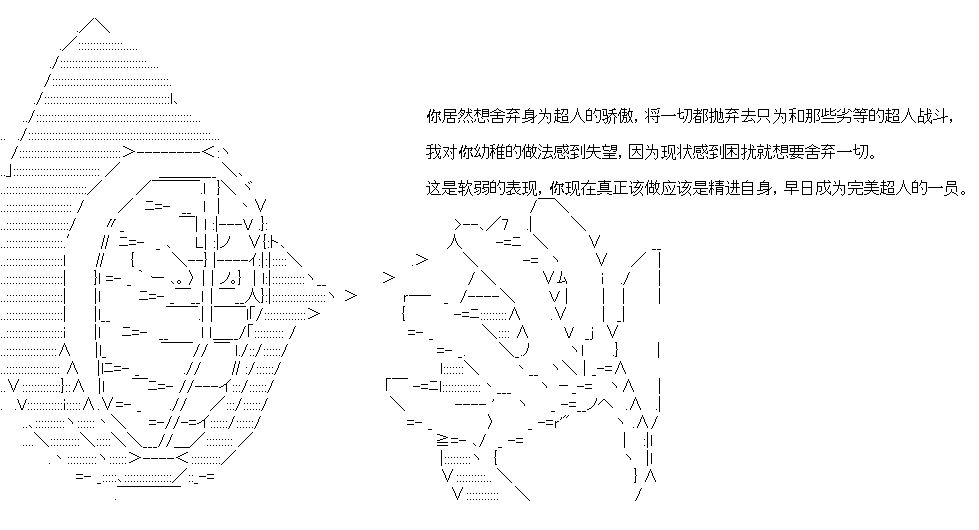 你居然想舍弃身为超人的骄傲，将一切都抛弃去只为和那些劣等的超人战斗，
我对你幼稚的做法感到失望，因为现状感到困扰就想要舍弃一切。
这是软弱的表现，你现在真正该做应该是精进自身，早日成为完美超人的一员。